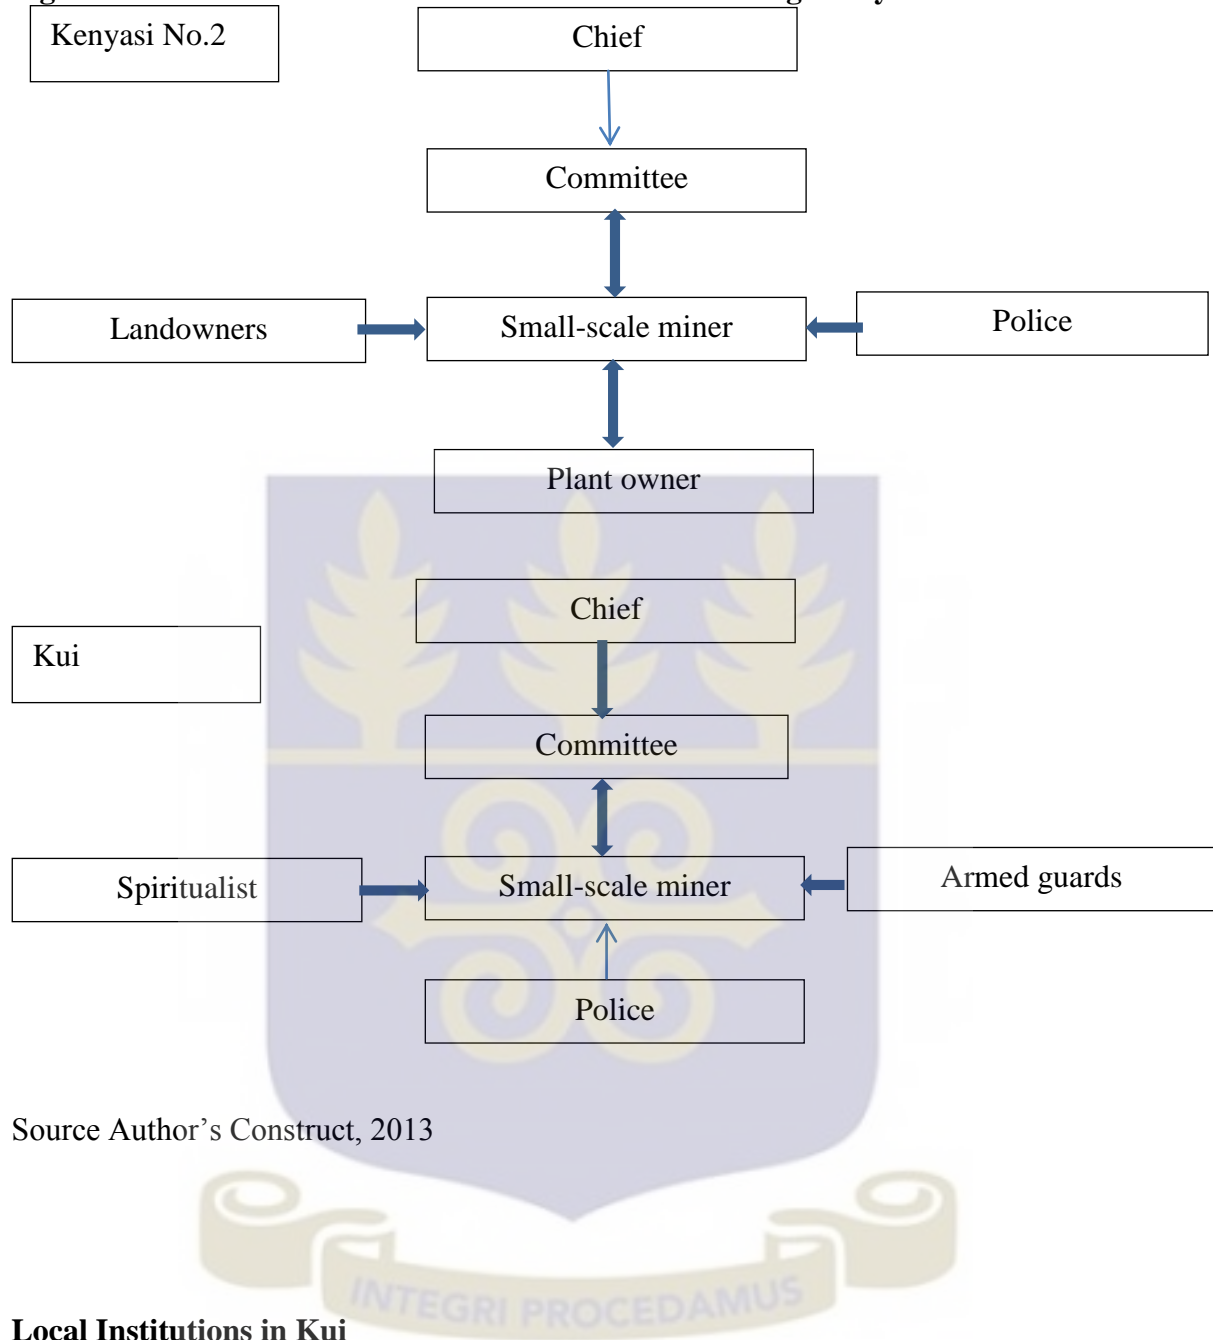 Kenyasi No.2
Chief
Committee
Landowners
Small-scale miner
Police
Plant owner
Chief
Kui
Committee
Spiritualist
Small-scale miner
Armed guards
Police
Source Author’s Construct, 2013
INTEGRI PROCEDAMUS
Local Institutions in Kui